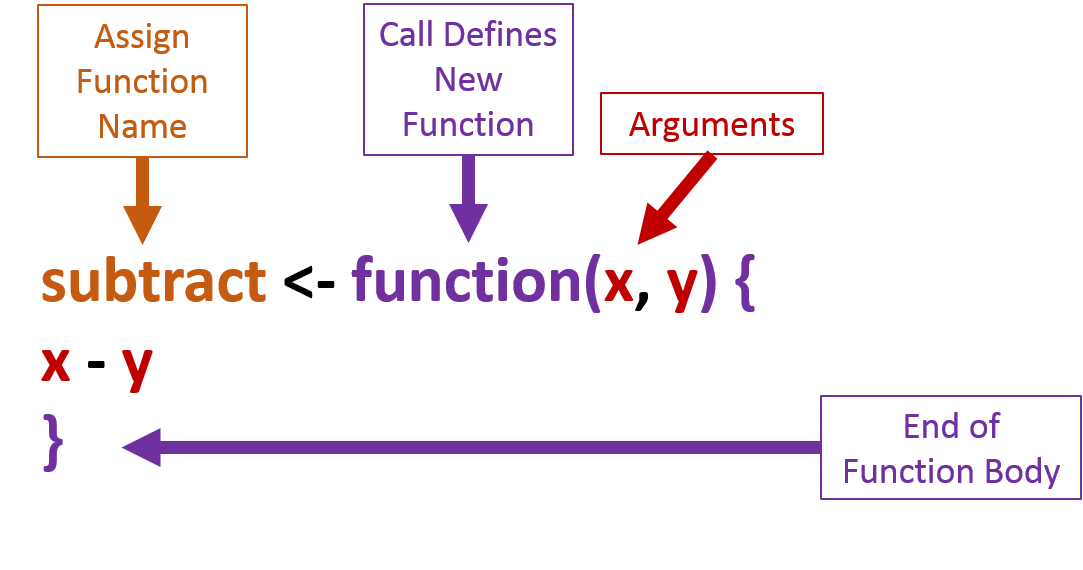 Assign
Function
Name
Call Defines
New
Function
Arguments
subtract <- function(x, y) {
x - y
}
End of
Function Body